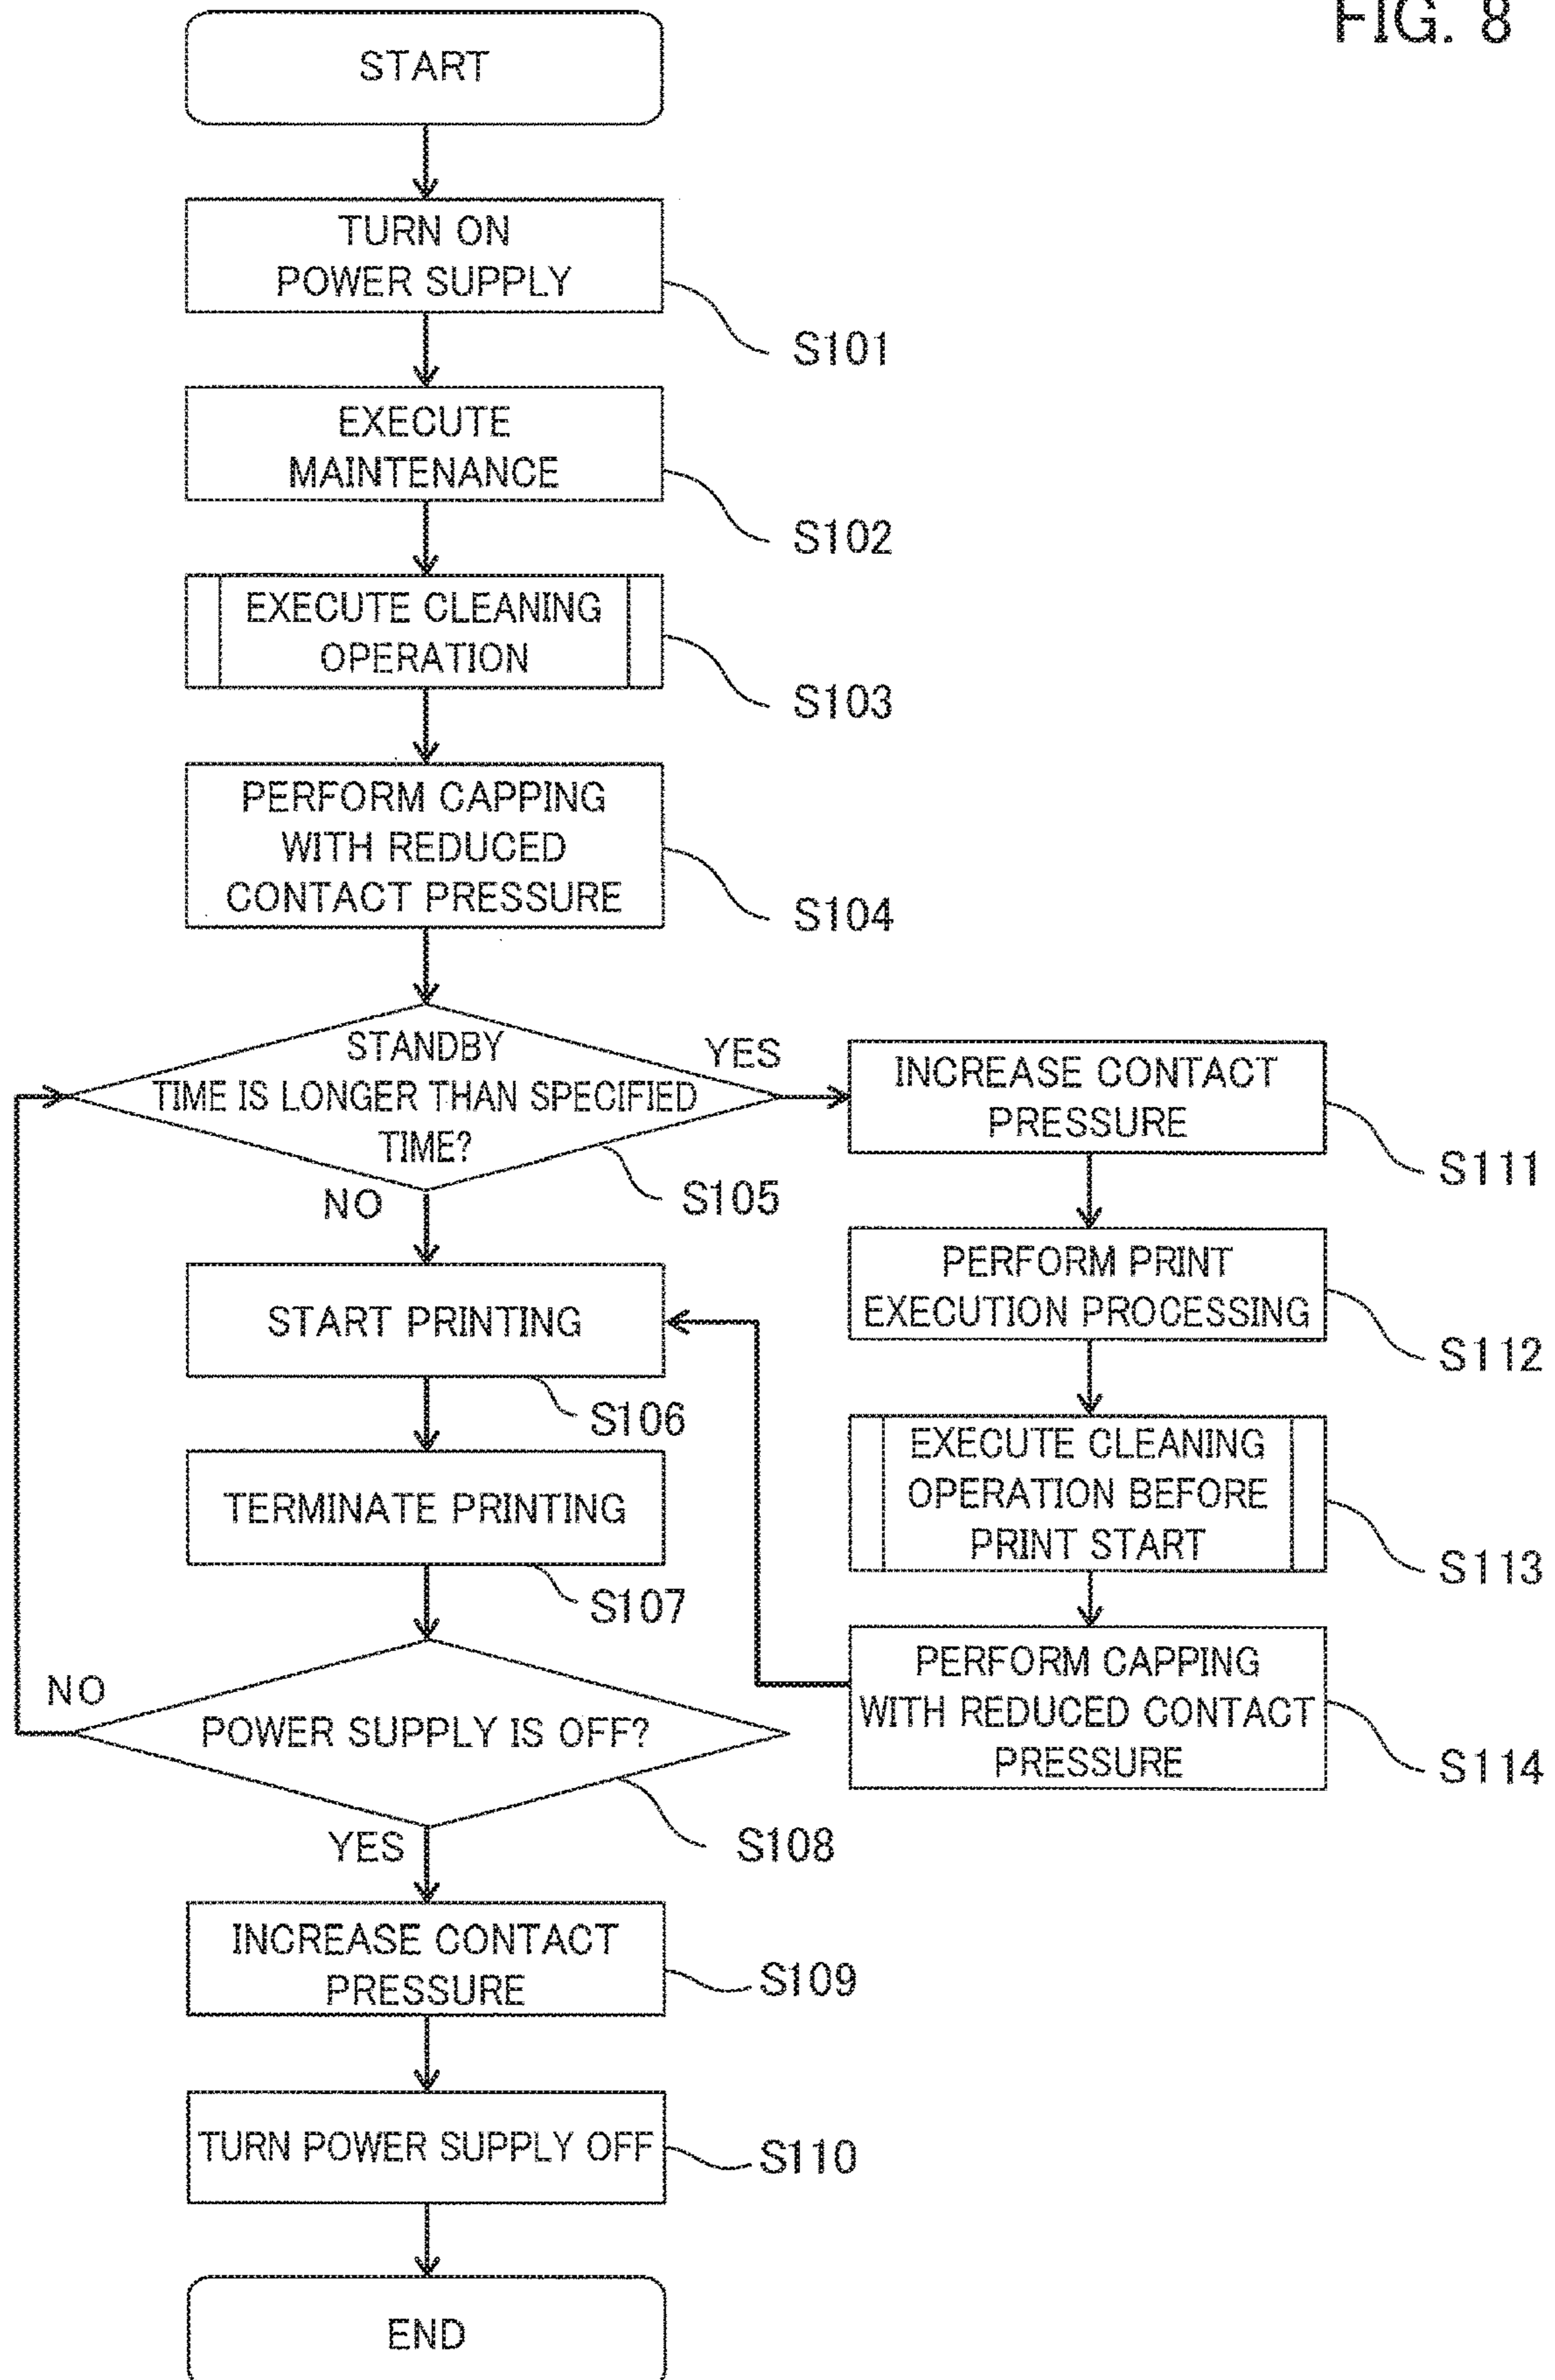 FIG. 8
START
TURN ON
POWER SUPPLY
S101
EXECUTE
MAINTENANCE
S102
EXECUTE CLEANING
OPERATION
S103
PERFORM CAPPING
WITH REDUCED
CONTACT PRESSURE
S104
STANDBY
TIME IS LONGER THAN SPECIFIED
TIME?
YES
NO
S105
START PRINTING
S106
TERMINATE PRINTING
S107
NO
POWER SUPPLY IS OFF?
YES
S108
INCREASE CONTACT
PRESSURE
S109
TURN POWER SUPPLY OFF
S110
END
INCREASE CONTACT
PRESSURE
S111
PERFORM PRINT
EXECUTION PROCESSING
S112
EXECUTE CLEANING
OPERATION BEFORE
PRINT START
S113
PERFORM CAPPING
WITH REDUCED CONTACT
PRESSURE
S114